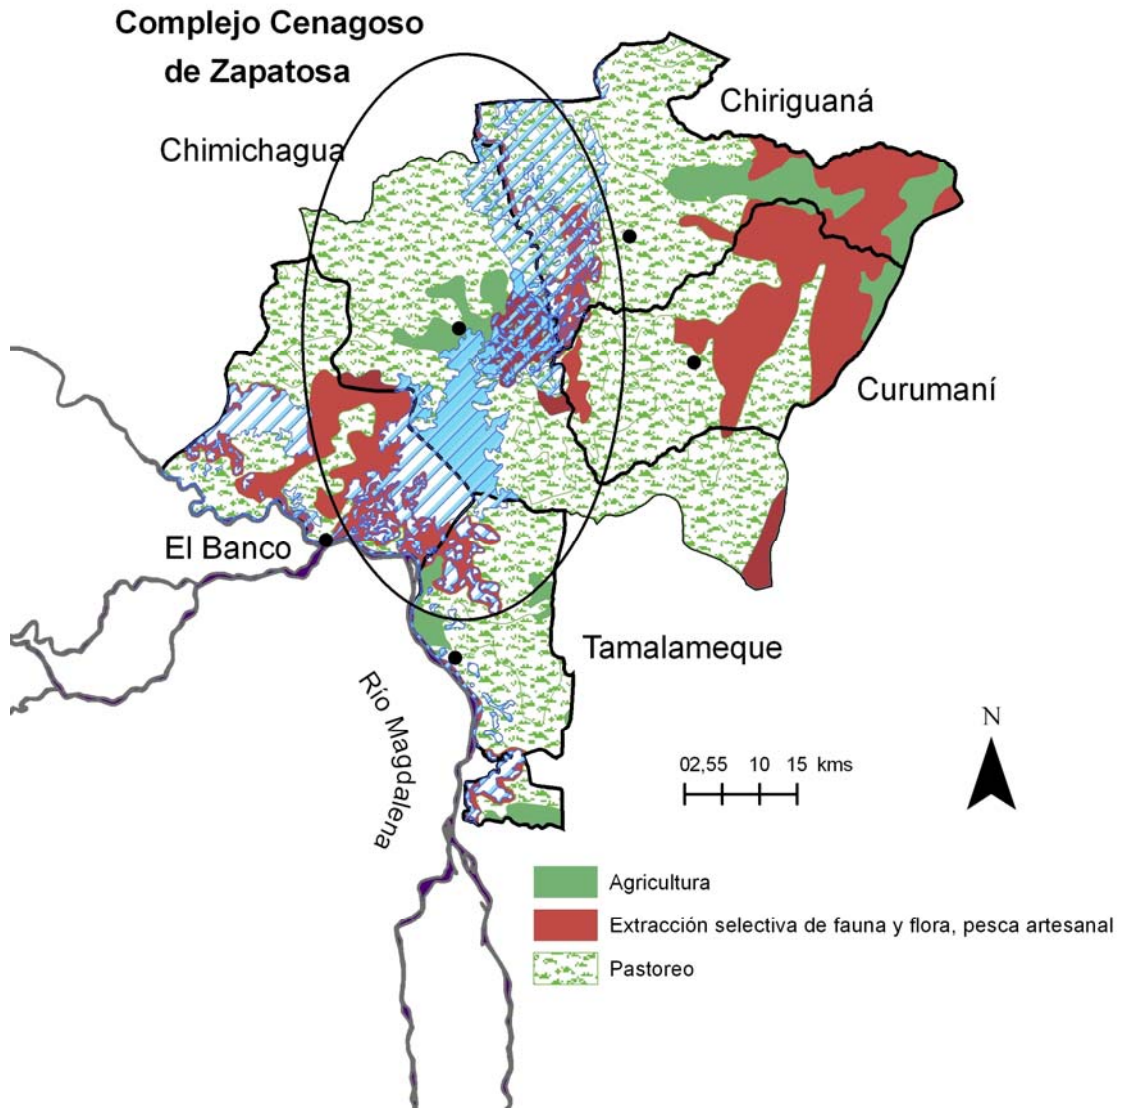 Complejo Cenagoso
de Zapatosa
Chiriguaná
Chimichagua
Curumaní
El Banco
Tamalameque
Río Magdalena
N
02,55 10 15 kms
Agricultura
Extracción selectiva de fauna y flora, pesca artesanal
Pastoreo